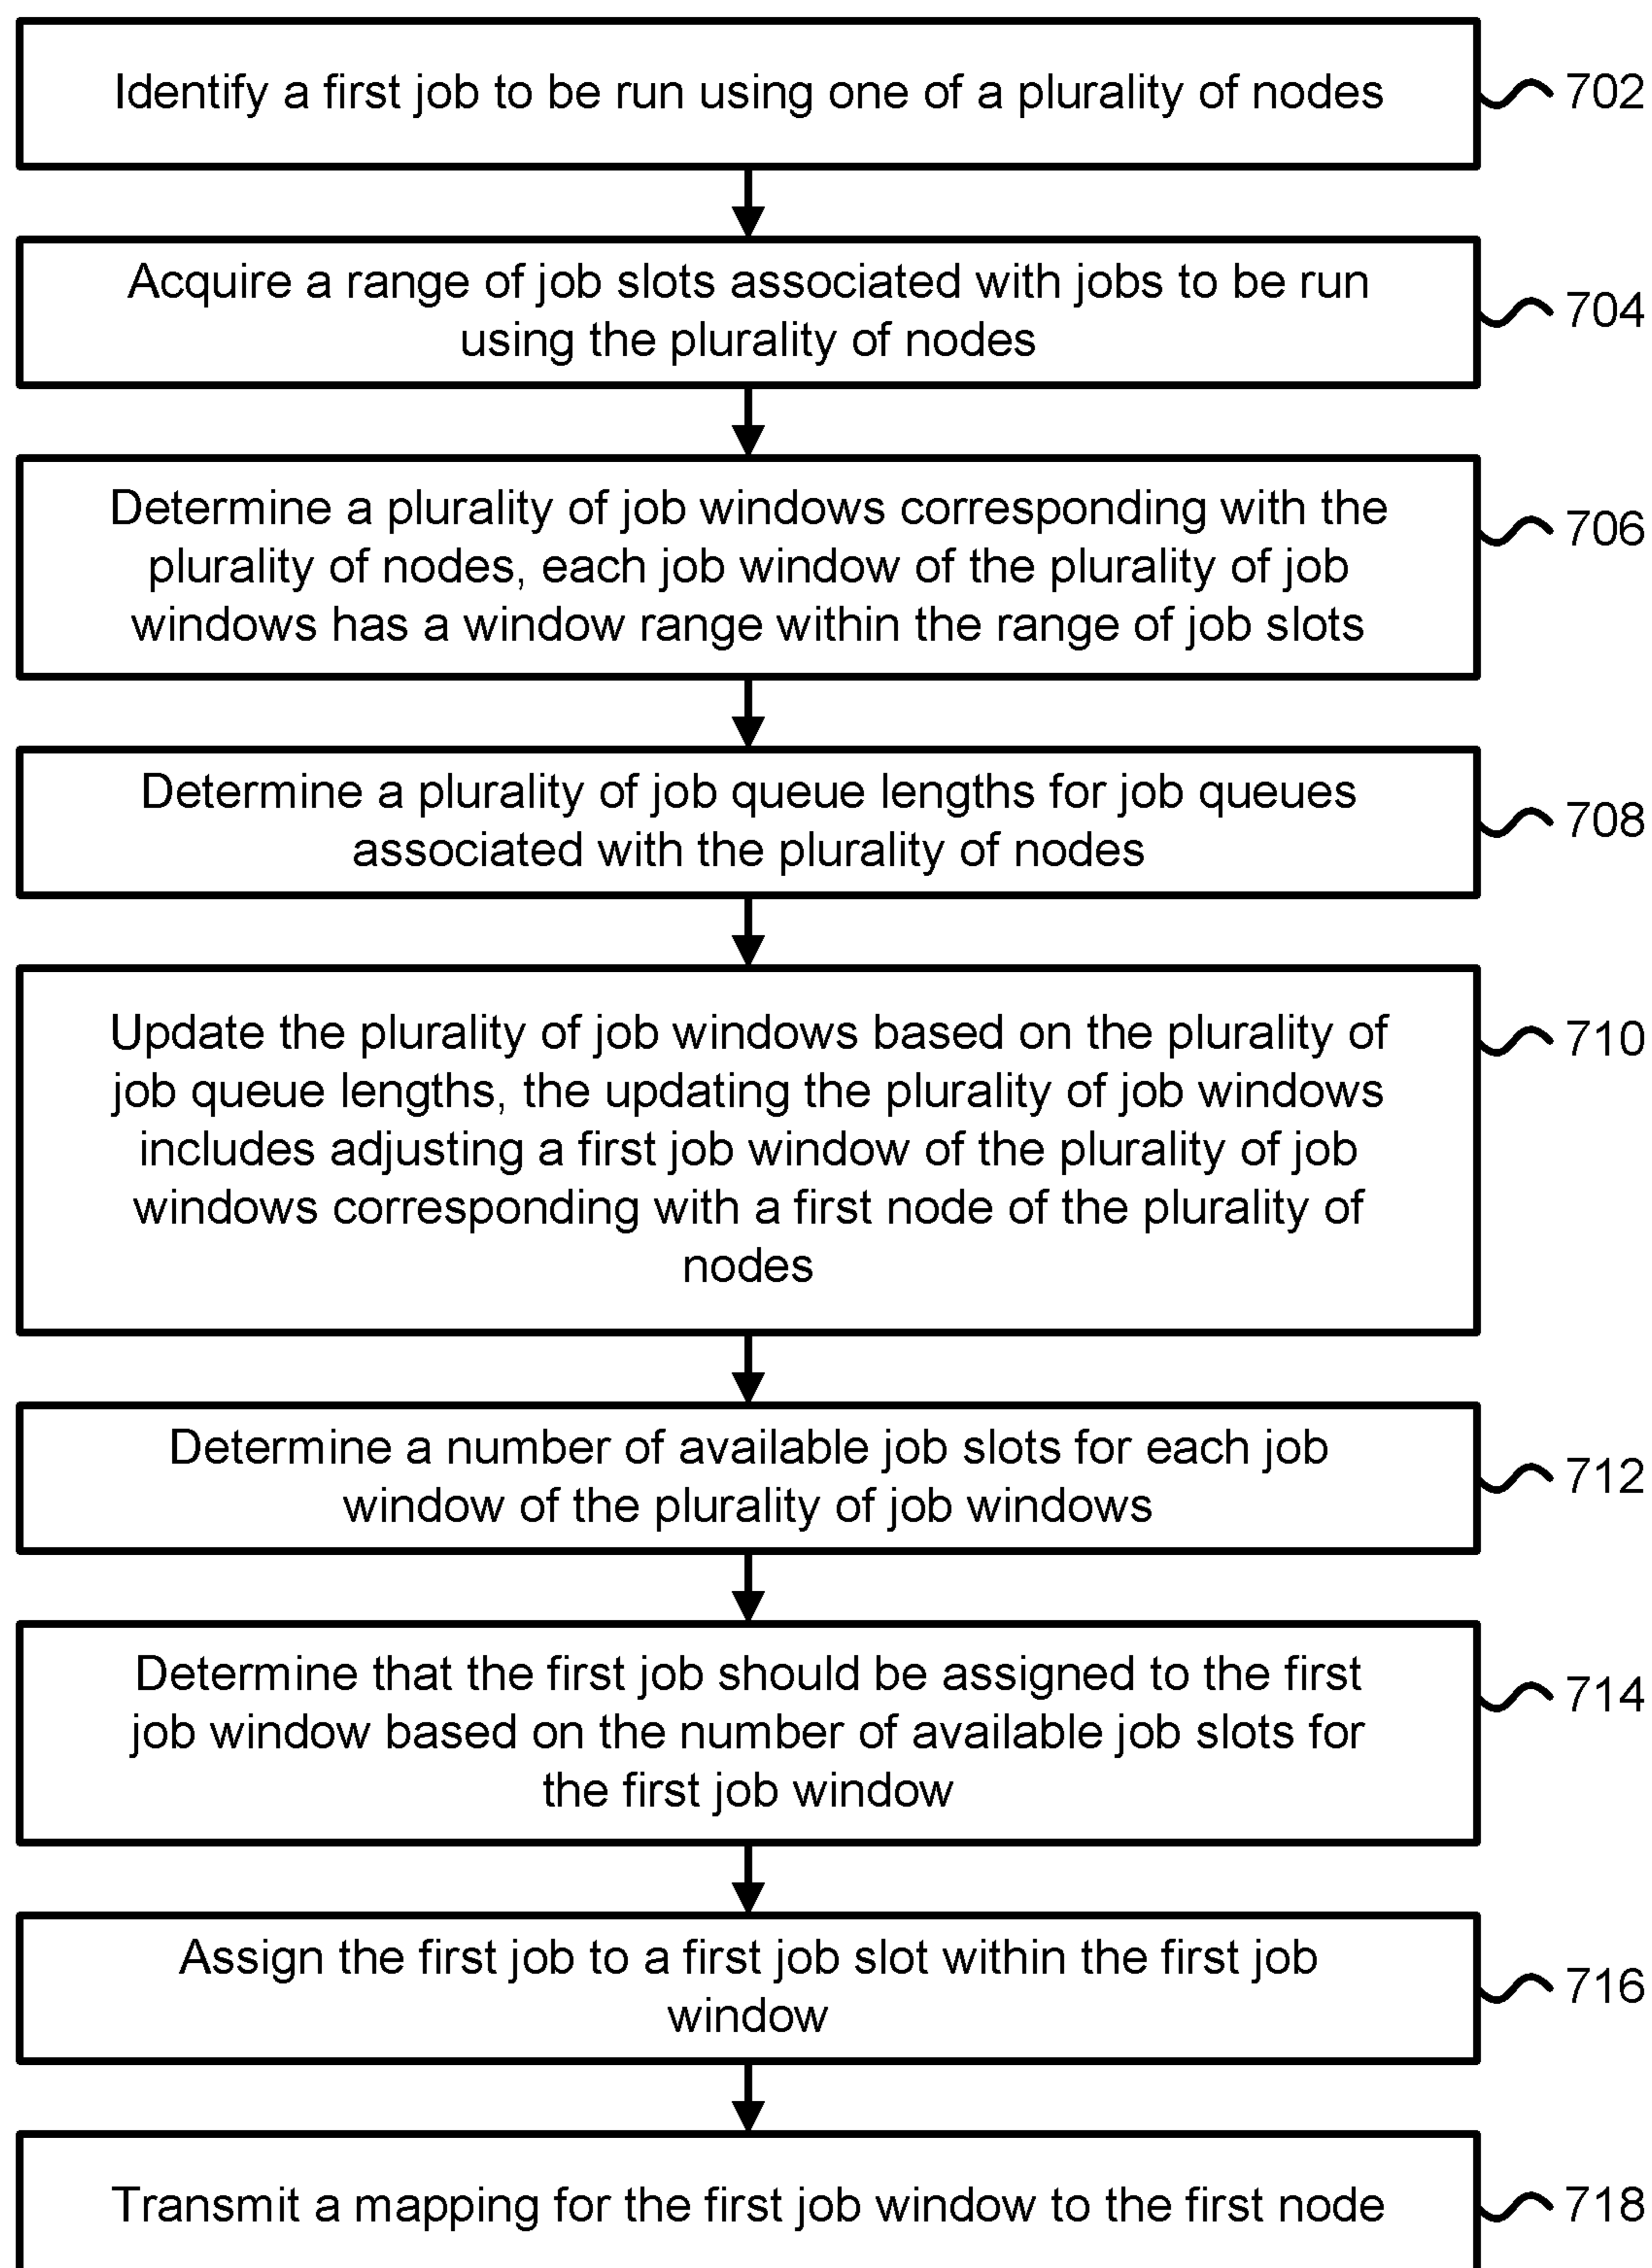 Identify a first job to be run using one of a plurality of nodes
702
Acquire a range of job slots associated with jobs to be run
using the plurality of nodes
704
Determine a plurality of job windows corresponding with the
plurality of nodes, each job window of the plurality of job
windows has a window range within the range of job slots
706
Determine a plurality of job queue lengths for job queues
associated with the plurality of nodes
708
Update the plurality of job windows based on the plurality of
job queue lengths, the updating the plurality of job windows
includes adjusting a first job window of the plurality of job
windows corresponding with a first node of the plurality of
nodes
710
Determine a number of available job slots for each job
window of the plurality of job windows
712
Determine that the first job should be assigned to the first
job window based on the number of available job slots for
the first job window
714
Assign the first job to a first job slot within the first job
window
716
Transmit a mapping for the first job window to the first node
718